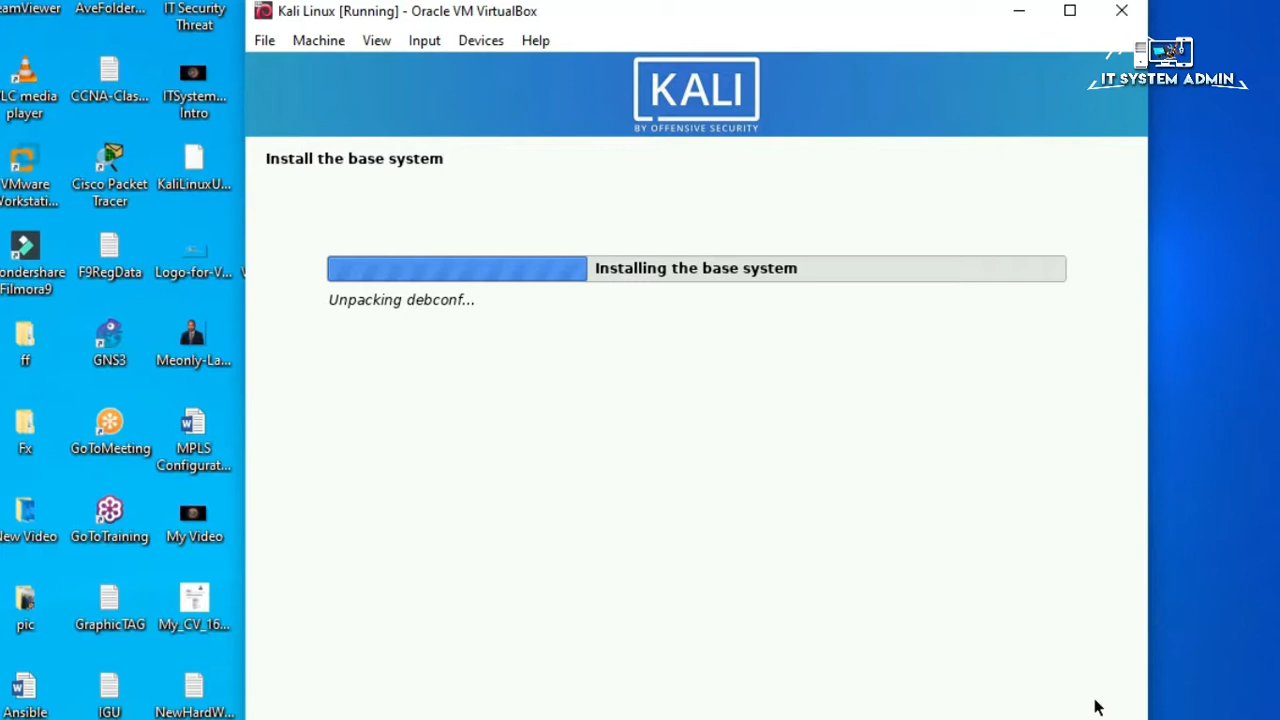 eamViewer
AveFolder...
IT Security
Threat
LC media
player
CCNA-Clas...
ITSystem...
Intro
VMware
Workstati...
Cisco Packet
Tracer
KaliLinuxU...
ondershare
Filmora9
F9RegData
Logo-for-V...
ff
GNS3
Meonly-La...
Fx
GoToMeeting
MPLS
Configurat...
New Video
GoToTraining
My Video
pic
GraphicTAG
My_CV_16...
Ansible
IGU
NewHardW...
Kali Linux [Running] - Oracle VM VirtualBox
File Machine View Input Devices Help
KALI
BY OFFENSIVE SECURITY
Install the base system
Installing the base system
Unpacking debconf...
IT SYSTEM ADMIN